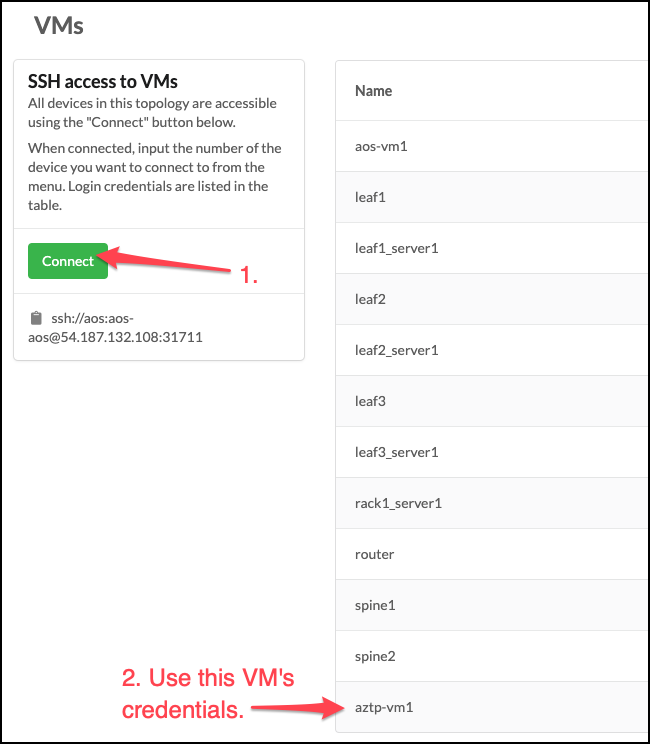 VMs
SSH access to VMs
All devices in this topology are accessible
using the "Connect" button below.
When connected, input the number of the
device you want to connect to from the
menu. Login credentials are listed in the
table.
Connect
1.
ssh://aos:aos-
aos@54.187.132.108:31711
Name
aos-vm1
leaf1
leaf1_server1
leaf2
leaf2_server1
leaf3
leaf3_server1
rack1_server1
router
spine1
spine2
2. Use this VM's
credentials.
aztp-vm1